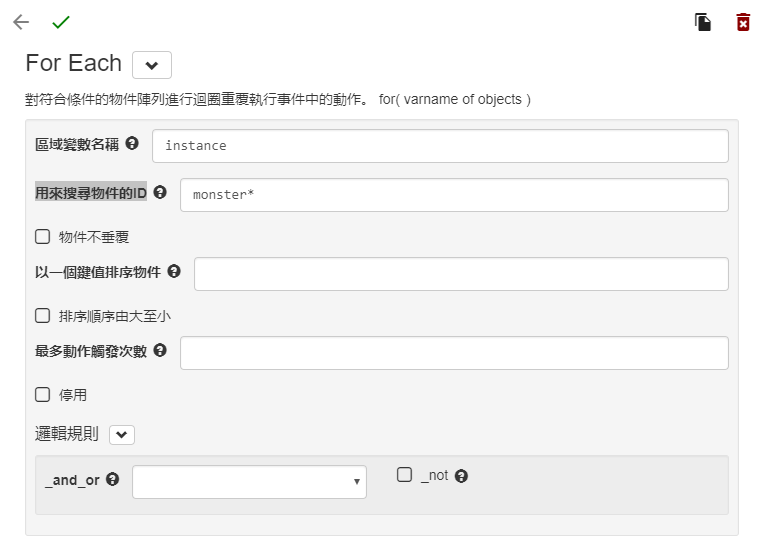 For Each
對符合條件的物件陣列進行迴圈重覆執行事件中的動作。 for( varname of objects )
區域變數名稱 instance
用來搜尋物件的ID monster*
物件不垂覆
以一個鍵值排序物件
排序順序由大至小
最多動作觸發次數
停用
邏輯規則
_and_or _not